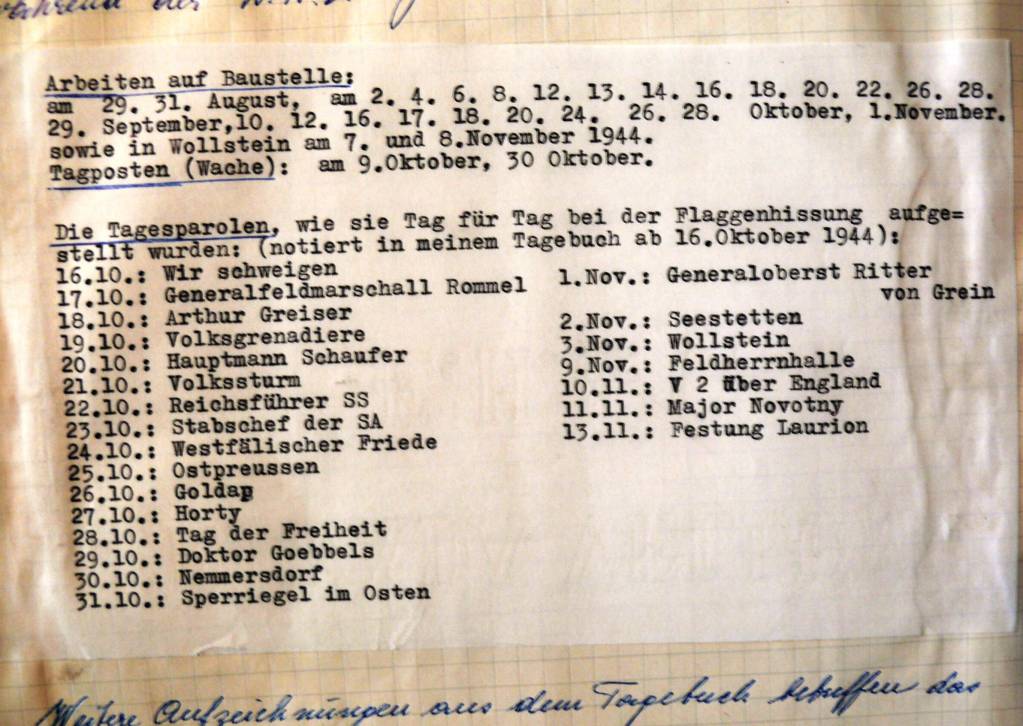 während der
Arbeiten auf Baustelle:
am 29. 31. August, am 2. 4. 6. 8. 12. 13. 14. 16. 18. 20. 22. 26. 28.
29. September,10. 12. 16. 17. 18. 20. 24. 26. 28. Oktober, 1.November.
sowie in Wollstein am 7. und 8.November 1944.
Tagposten (Wache): am 9.Oktober, 30 Oktober.
Die Tagesparolen, wie sie Tag für Tag bei der Flaggenhissung aufge=
stellt wurden: (notiert in meinem Tagebuch ab 16.Oktober 1944):
16.10.: Wir schweigen
17.10.: Generalfeldmarschall Rommel
18.10.: Arthur Greiser
19.10.: Volksgrenadiere
20.10.: Hauptmann Schaufer
21.10.: Volkssturm
22.10.: Reichsführer SS
23.10.: Stabschef der SA
24.10.: Westfälischer Friede
25.10.: Ostpreussen
26.10.: Goldap
27.10.: Horty
28.10.: Tag der Freiheit
29.10.: Doktor Goebbels
30.10.: Nemmersdorf
31.10.: Sperriegel im Osten
1.Nov.: Generaloberst Ritter
von Grein
2.Nov.: Seestetten
3.Nov.: Wollstein
9.Nov.: Feldherrnhalle
10.11.: V 2 über England
11.11.: Major Novotny
13.11.: Festung Laurion
Weitere Aufzeichnungen aus dem Tagebuch betreffen das